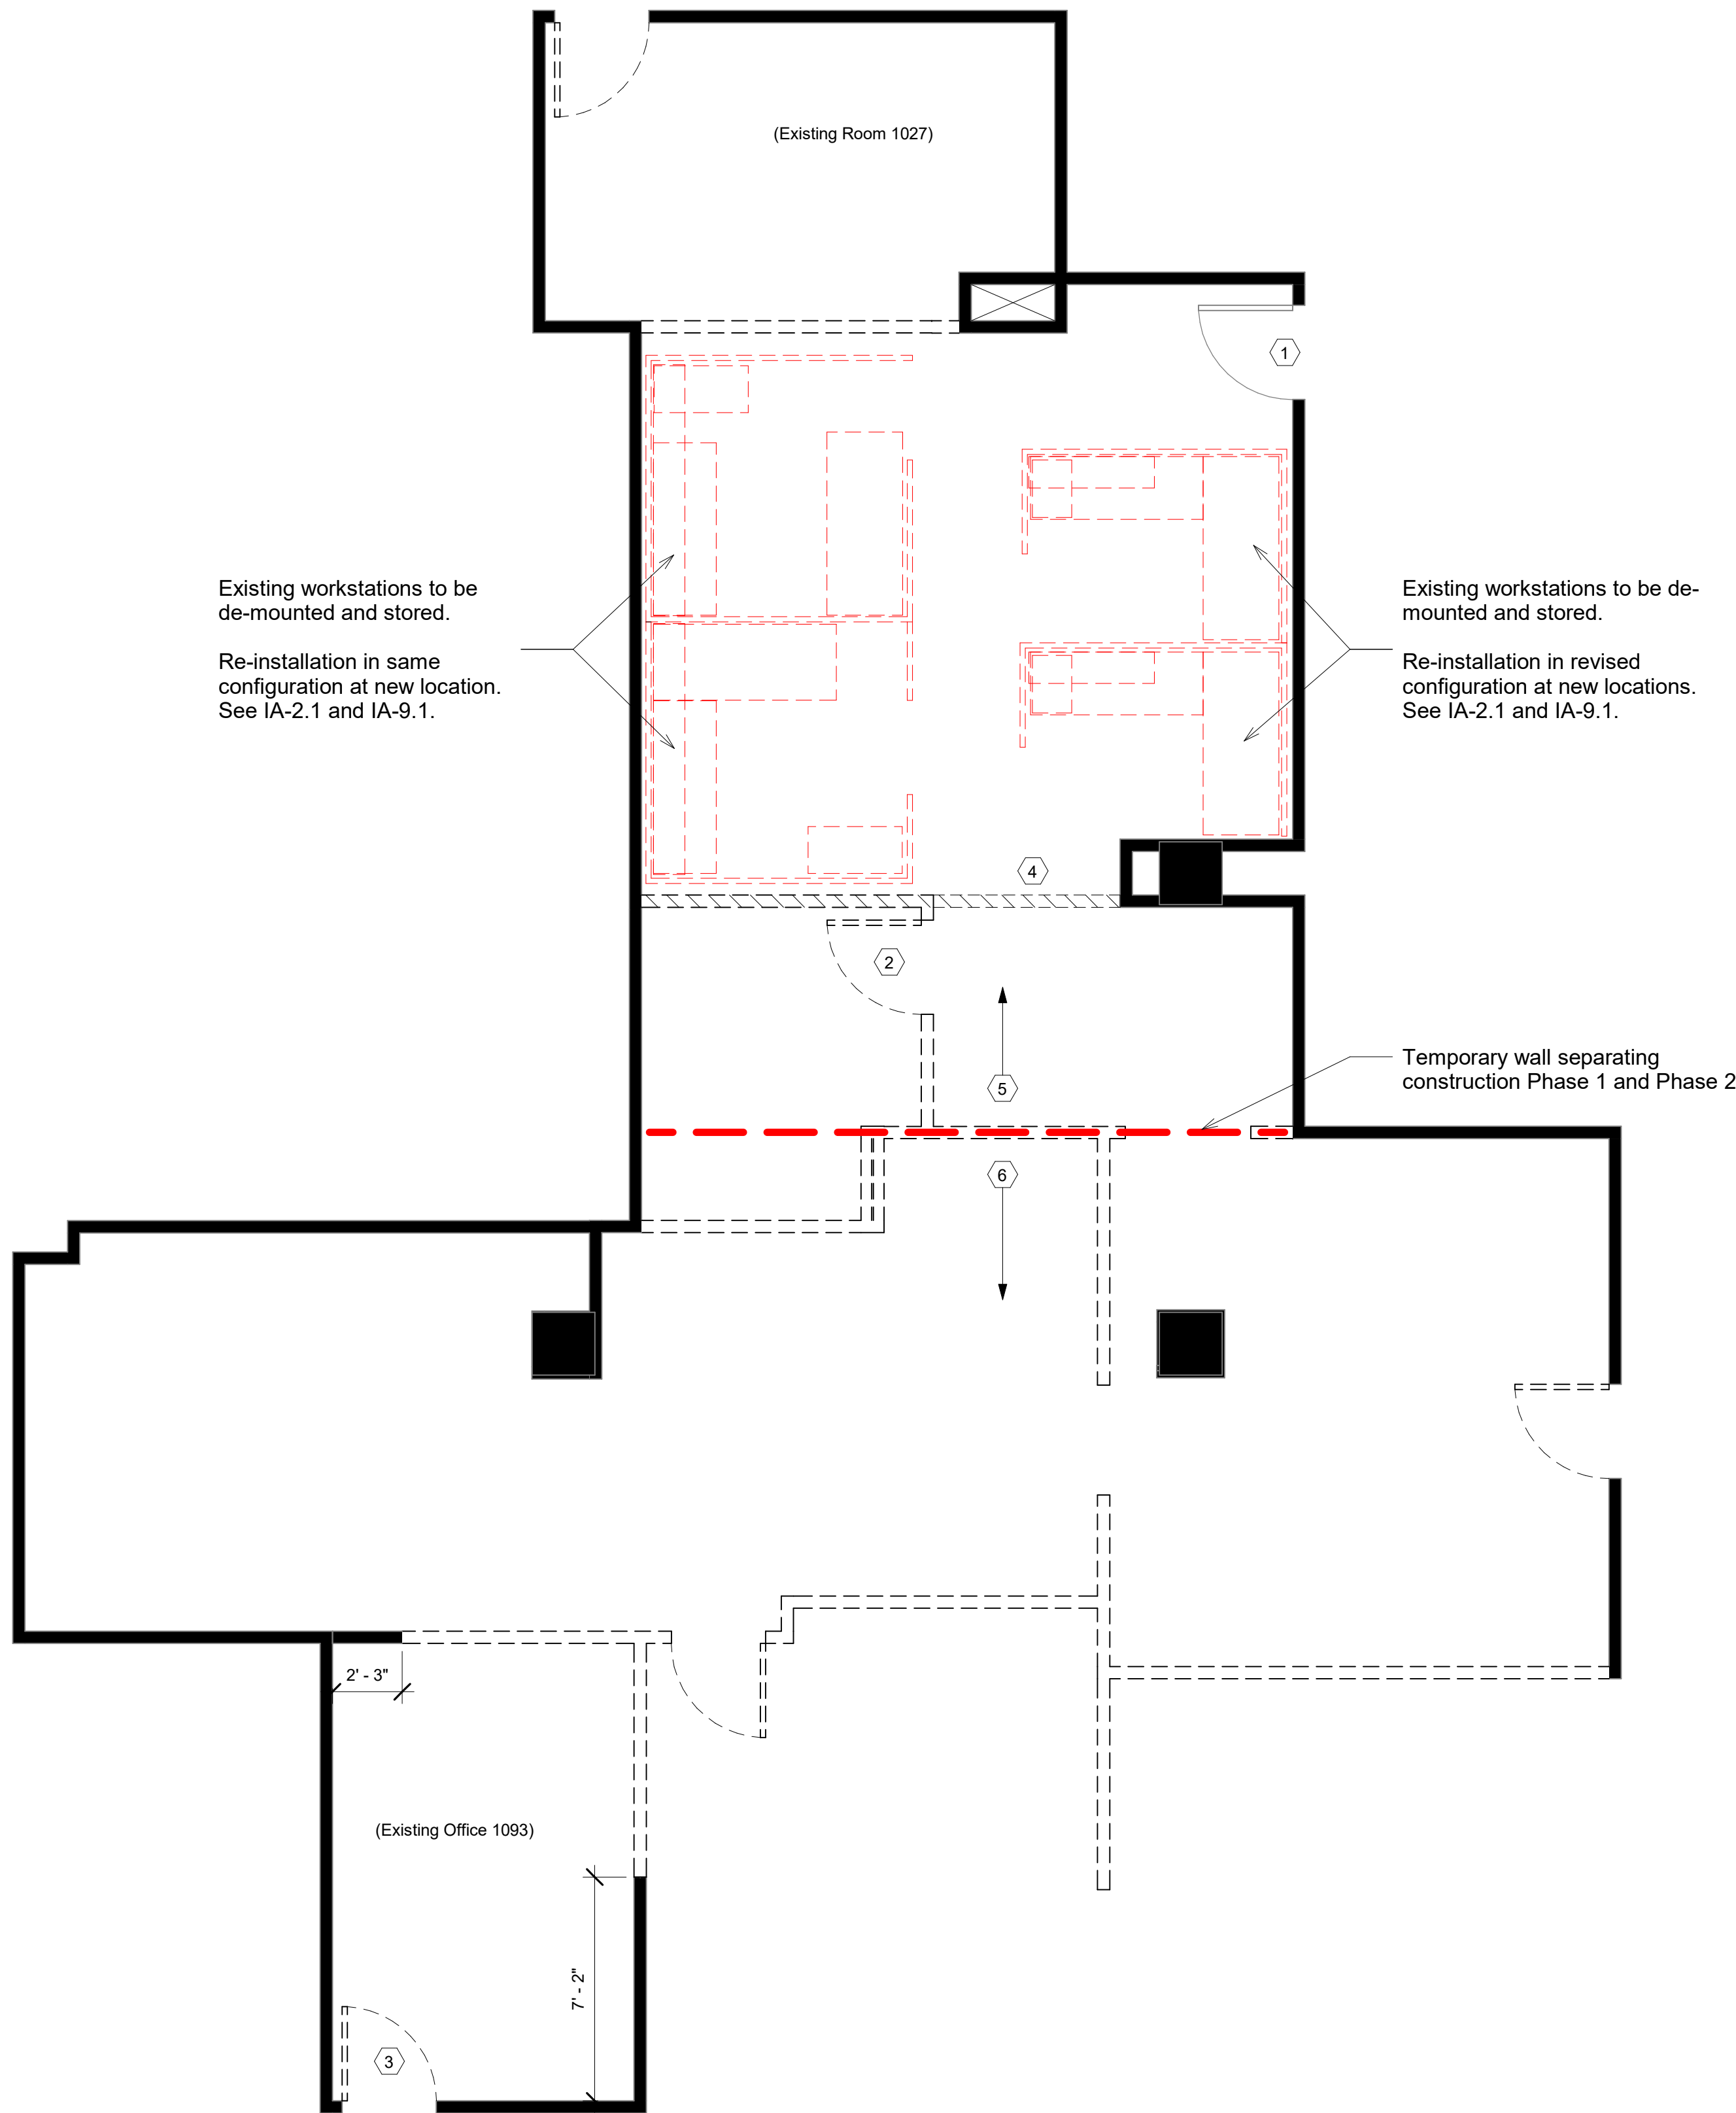 (Existing Room 1027)
1
Existing workstations to be
de-mounted and stored.
Re-installation in same
configuration at new location.
See IA-2.1 and IA-9.1.
Existing workstations to be de-
mounted and stored.
Re-installation in revised
configuration at new locations.
See IA-2.1 and IA-9.1.
4
2
5
Temporary wall separating
construction Phase 1 and Phase 2
6
2' - 3"
(Existing Office 1093)
7' - 2"
3